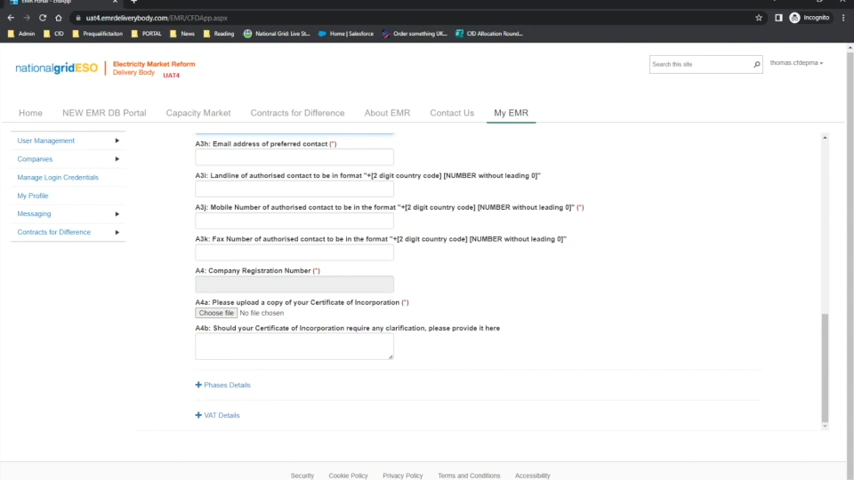 EMR Portal - CfDApp
uat4.emrdeliverybody.com/EMR/CFDApp.aspx
Incognito
Admin
CfD
Prequalificaiton
PORTAL
News
Reading
National Grid: Live St...
Home | Salesforce
Order something UK...
CfD Allocation Round...
nationalgridESO
Electricity Market Reform
Delivery Body UAT4
Search this site
thomas.cfdepma
Home
NEW EMR DB Portal
Capacity Market
Contracts for Difference
About EMR
Contact Us
My EMR
User Management
Companies
Manage Login Credentials
My Profile
Messaging
Contracts for Difference
A3h: Email address of preferred contact (*)
A3i: Landline of authorised contact to be in format "+[2 digit country code] [NUMBER without leading 0]"
A3j: Mobile Number of authorised contact to be in the format "+[2 digit country code] [NUMBER without leading 0]" (*)
A3k: Fax Number of authorised contact to be in the format "+[2 digit country code] [NUMBER without leading 0]"
A4: Company Registration Number (*)
A4a: Please upload a copy of your Certificate of Incorporation (*)
Choose file No file chosen
A4b: Should your Certificate of Incorporation require any clarification, please provide it here
+ Phases Details
+ VAT Details
Security
Cookie Policy
Privacy Policy
Terms and Conditions
Accessibility